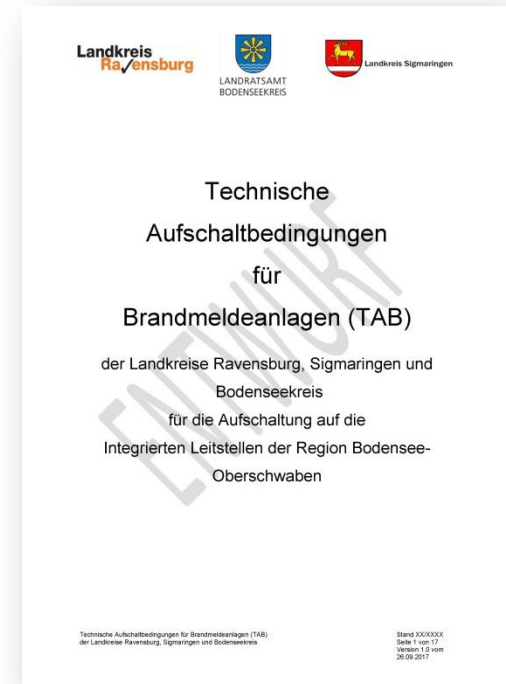 Landkreis
Ravensburg
LANDRATSAMT
BODENSEEKREIS
Landkreis Sigmaringen
Technische
Aufschaltbedingungen
für
Brandmeldeanlagen (TAB)
der Landkreise Ravensburg, Sigmaringen und
Bodenseekreis
für die Aufschaltung auf die
Integrierten Leitstellen der Region Bodensee-
Oberschwaben
ENTWURF
Technische Aufschaltbedingungen für Brandmeldeanlagen (TAB)
der Landkreise Ravensburg, Sigmaringen und Bodenseekreis
Stand XX/XXXX
Seite 1 von 17
Version 1.0 vom
26.09.2017